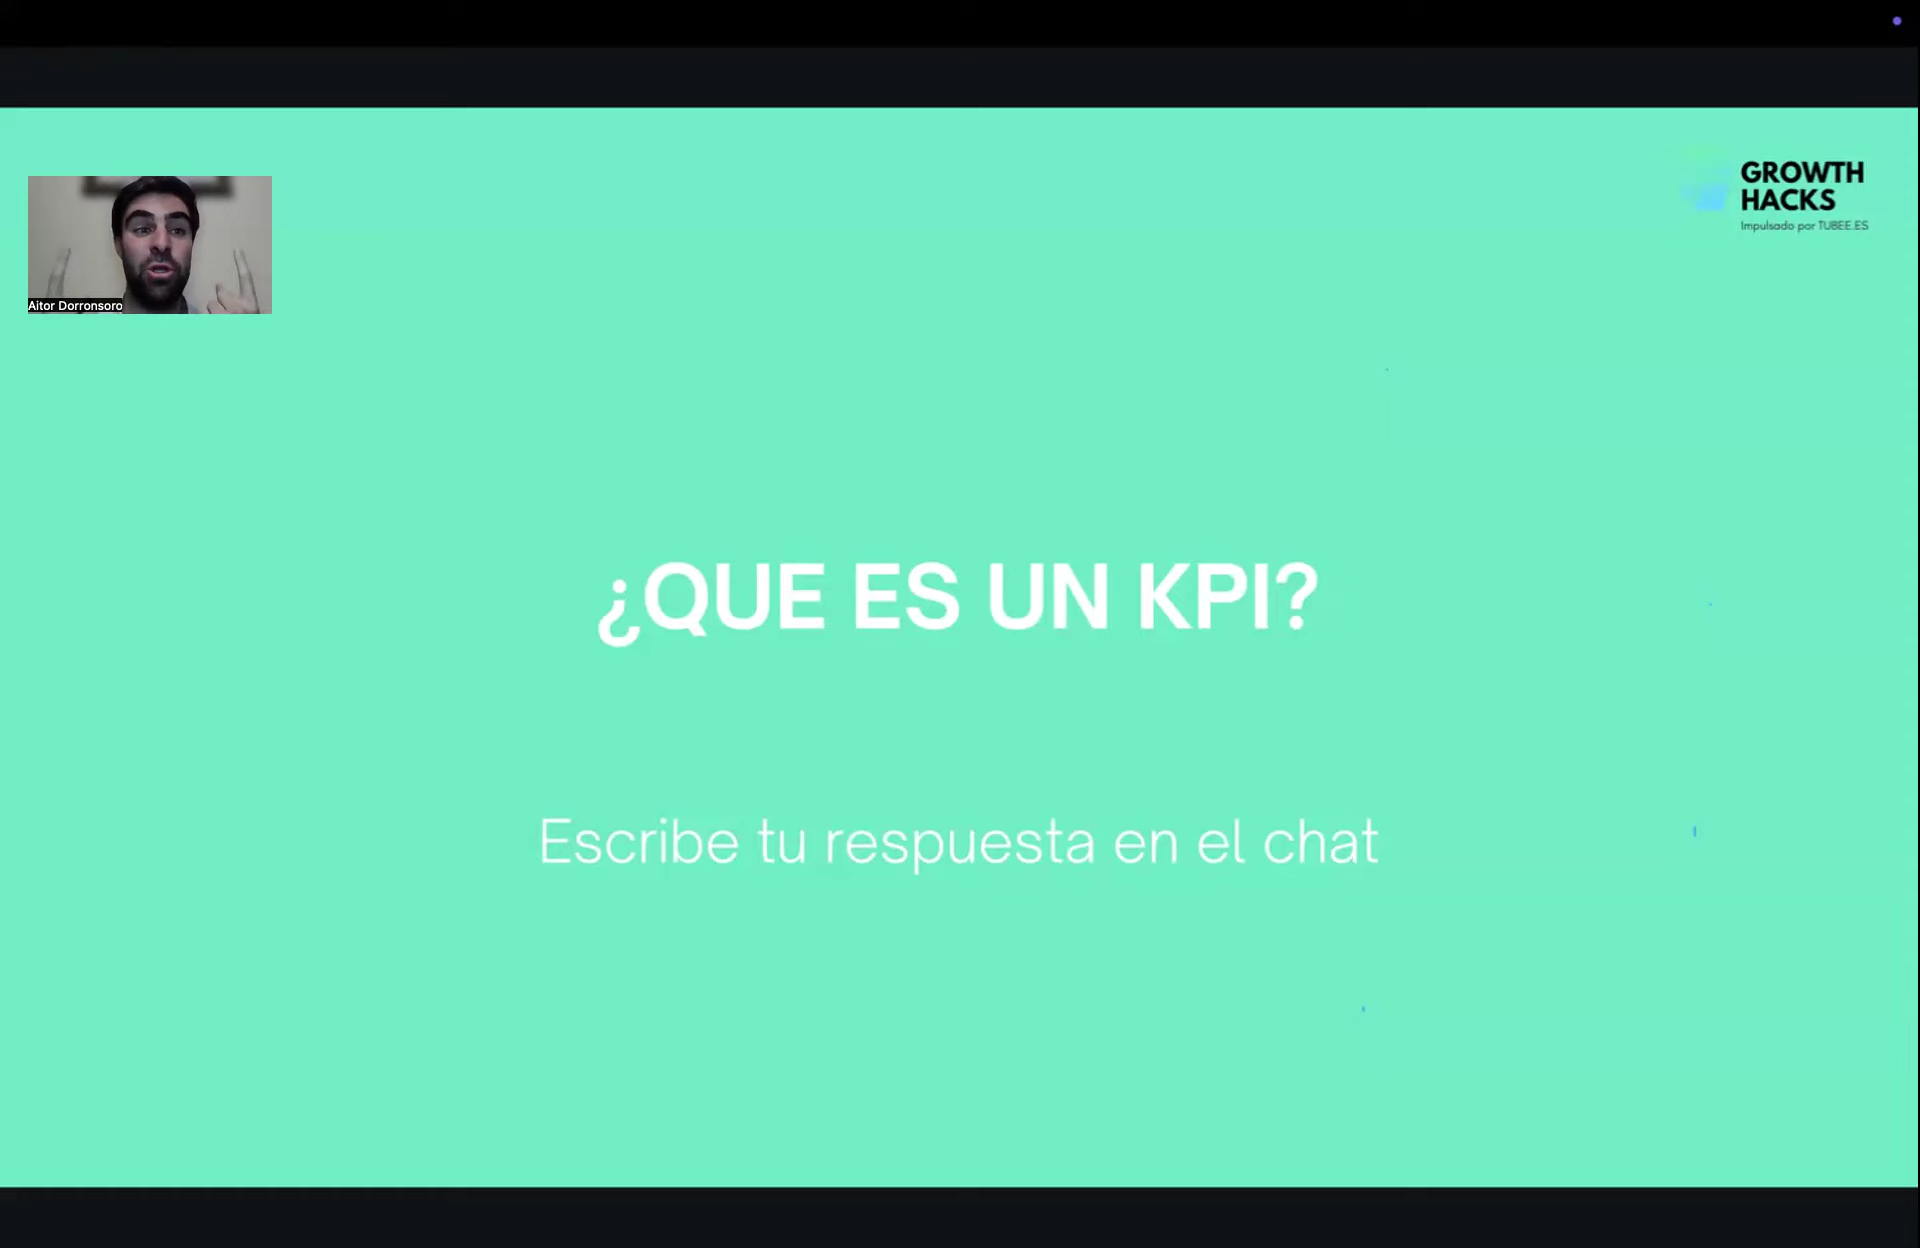 GROWTH
HACKS
Impulsado por TUBEE.ES
Aitor Dorronsoro
¿QUE ES UN KPI?
Escribe tu respuesta en el chat